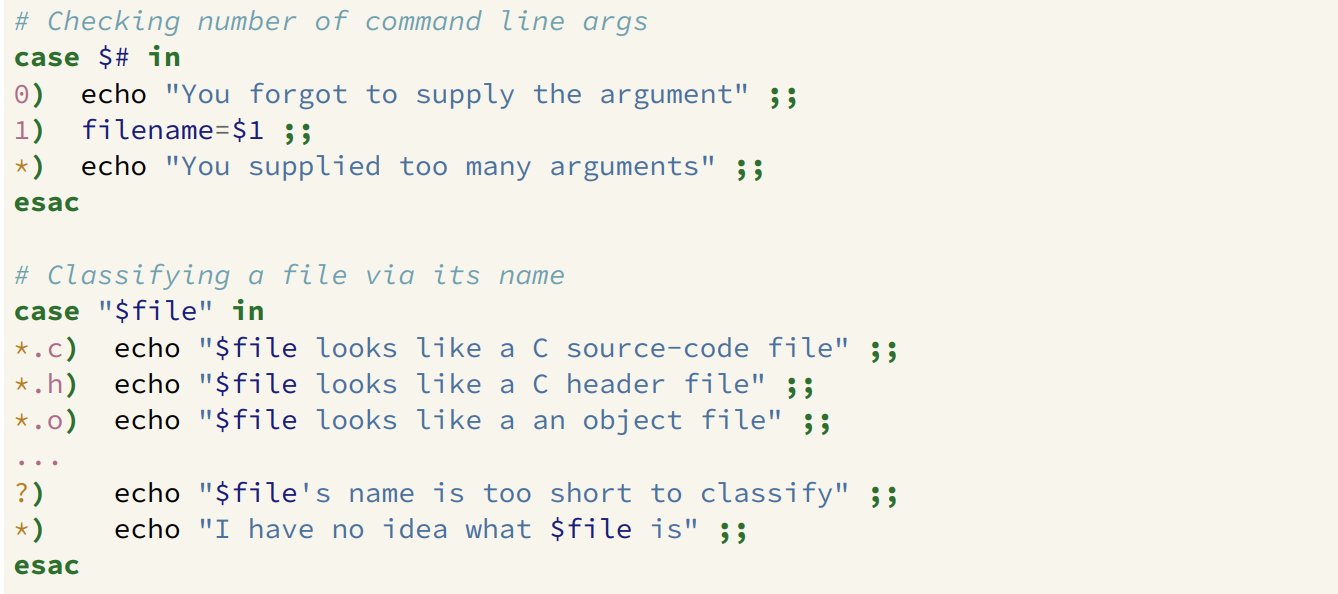 # Checking number of command line args
case $# in
0)  echo "You forgot to supply the argument" ;;
1)  filename=$1 ;;
*)  echo "You supplied too many arguments" ;;
esac

# Classifying a file via its name
case "$file" in
*.c)  echo "$file looks like a C source-code file" ;;
*.h)  echo "$file looks like a C header file" ;;
*.o)  echo "$file looks like a an object file" ;;
...
?)    echo "$file's name is too short to classify" ;;
*)    echo "I have no idea what $file is" ;;
esac